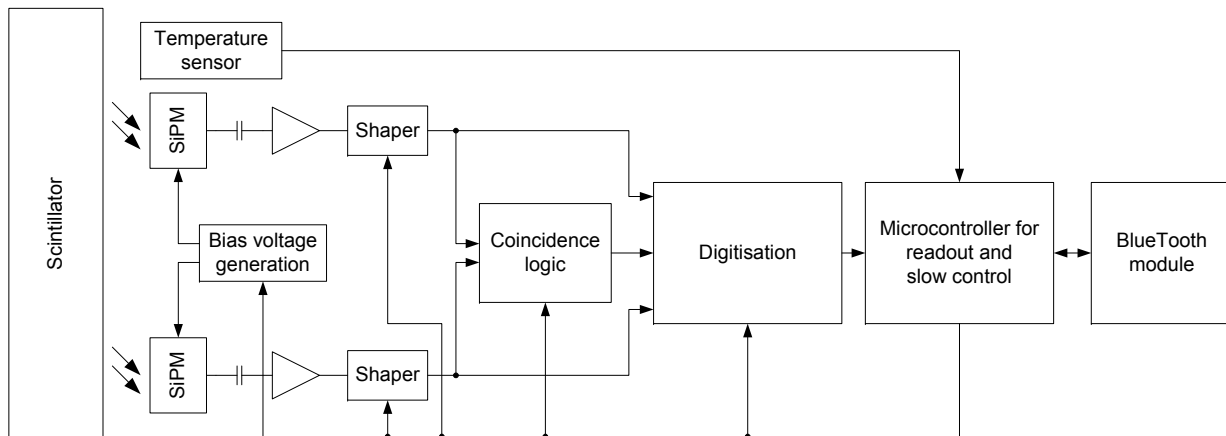 Scintillator
Temperature
sensor
SiPM
Shaper
Bias voltage
generation
Coincidence
logic
Digitisation
Microcontroller for
readout and
slow control
BlueTooth
module
SiPM
Shaper